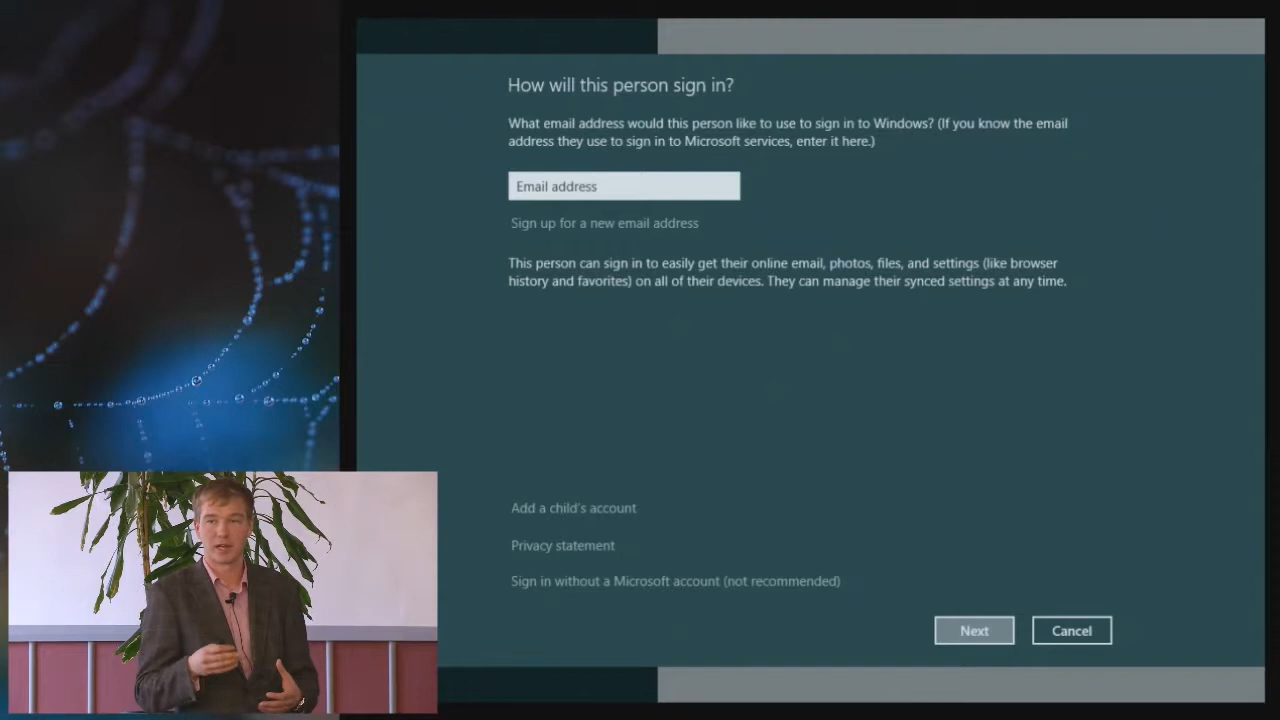 How will this person sign in?
What email address would this person like to use to sign in to Windows? (If you know the email
address they use to sign in to Microsoft services, enter it here.)
Email address
Sign up for a new email address
This person can sign in to easily get their online email, photos, files, and settings (like browser
history and favorites) on all of their devices. They can manage their synced settings at any time.
Add a child's account
Privacy statement
Sign in without a Microsoft account (not recommended)
Next
Cancel